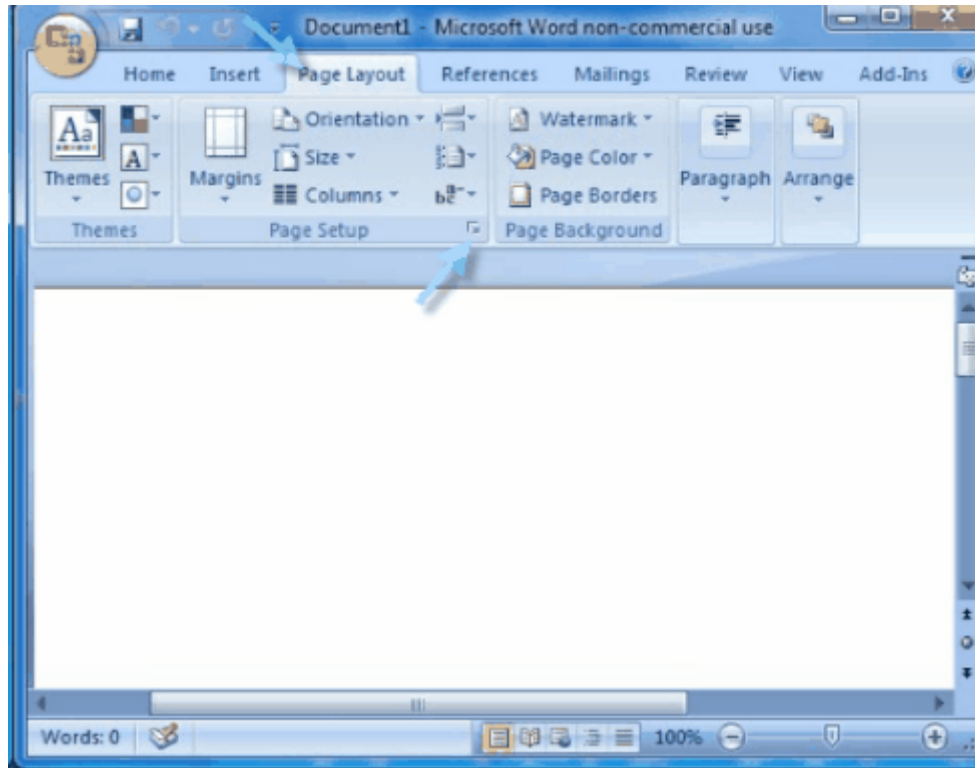 Document1 - Microsoft Word non-commercial use
Home Insert Page Layout References Mailings Review View Add-Ins
Aa Orientation Watermark
A Size Page Color
Themes Margins Columns Page Borders Paragraph Arrange
Themes Page Setup Page Background
Words: 0 100%